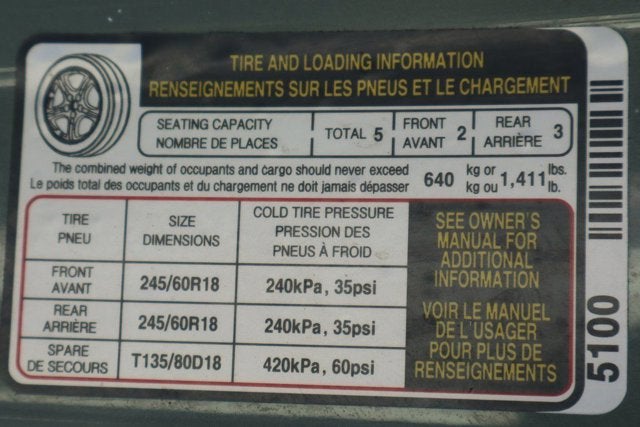 TIRE AND LOADING INFORMATION
RENSEIGNEMENTS SUR LES PNEUS ET LE CHARGEMENT
SEATING CAPACITY
NOMBRE DE PLACES
TOTAL 5
FRONT
AVANT
2
REAR
ARRIÈRE
3
The combined weight of occupants and cargo should never exceed
Le poids total des occupants et du chargement ne doit jamais dépasser
640 kg or
kg ou
1,411 lbs.
lb.
TIRE
PNEU
SIZE
DIMENSIONS
COLD TIRE PRESSURE
PRESSION DES
PNEUS À FROID
FRONT
AVANT
245/60R18
240kPa, 35psi
REAR
ARRIÈRE
245/60R18
240kPa, 35psi
SPARE
DE SECOURS
T135/80D18
420kPa, 60psi
SEE OWNER'S
MANUAL FOR
ADDITIONAL
INFORMATION
VOIR LE MANUEL
DE L'USAGER
POUR PLUS DE
RENSEIGNEMENTS
5100